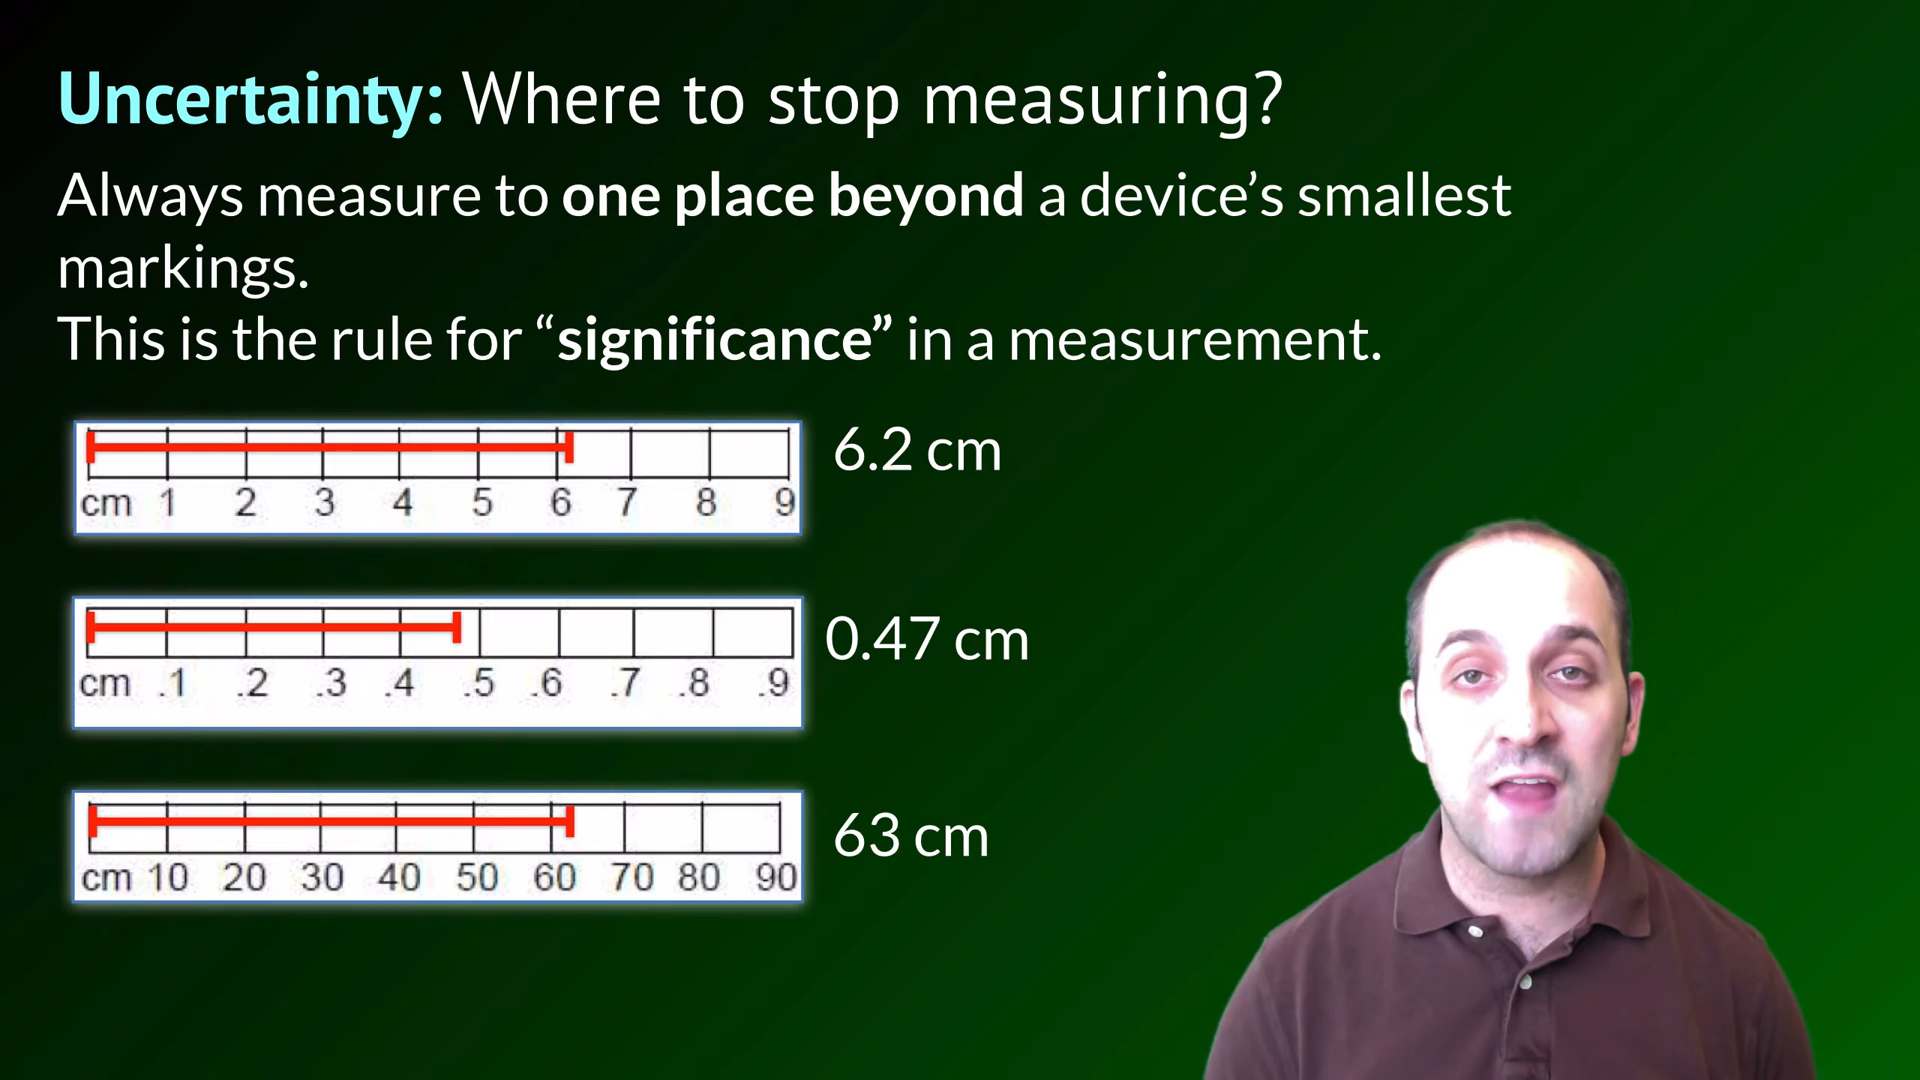 Uncertainty: Where to stop measuring?
Always measure to one place beyond a device’s smallest
markings.
This is the rule for “significance” in a measurement.
6.2 cm
cm 1 2 3 4 5 6 7 8 9
0.47 cm
cm .1 .2 .3 .4 .5 .6 .7 .8 .9
63 cm
cm 10 20 30 40 50 60 70 80 90